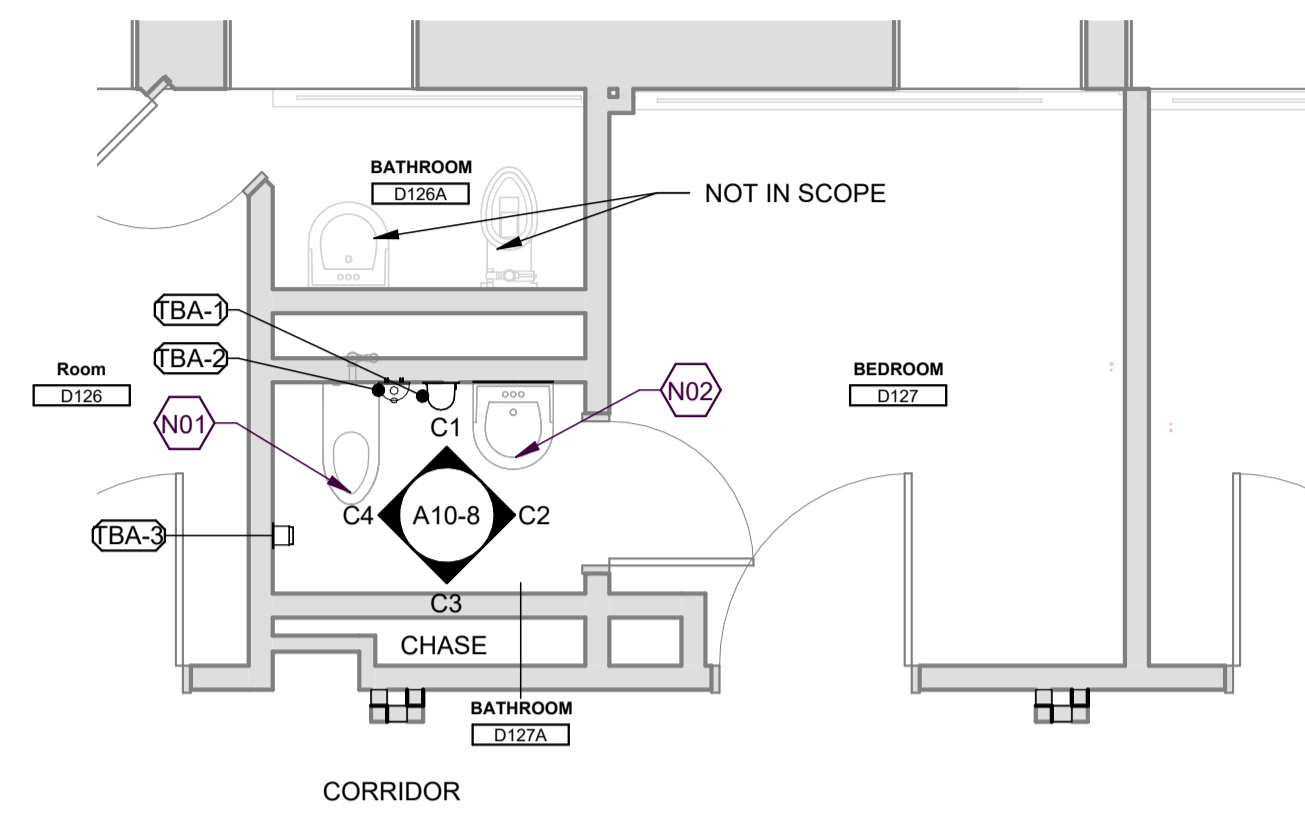 BATHROOM
D126A
NOT IN SCOPE
TBA-1
TBA-2
Room
D126
BEDROOM
D127
N01
N02
C1
C4
A10-8
C2
TBA-3
C3
CHASE
BATHROOM
D127A
CORRIDOR